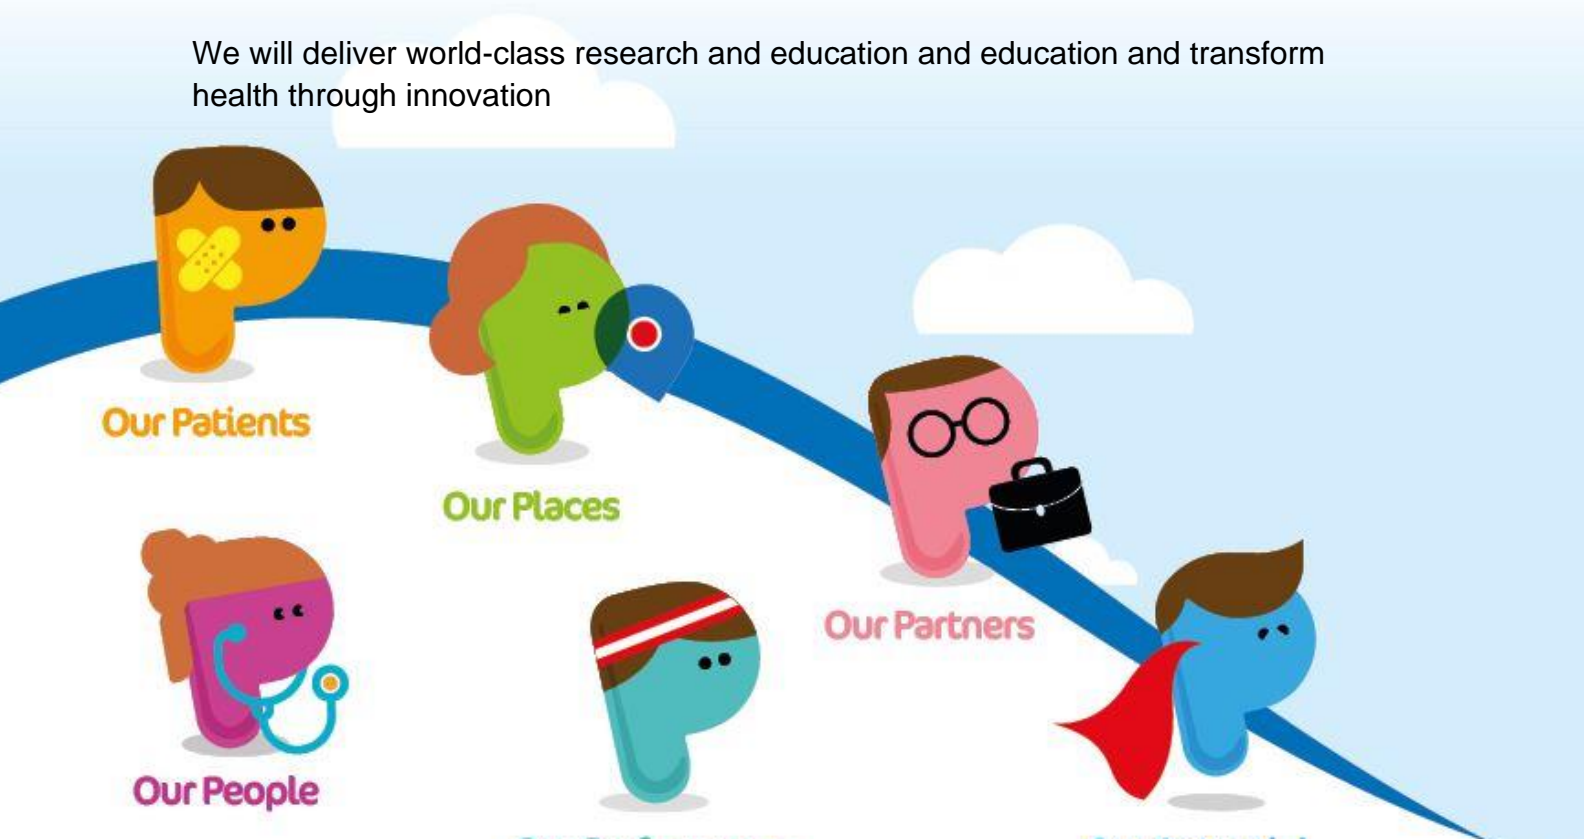 We will deliver world-class research and education and education and transform
health through innovation
Our Patients
Our Places
Our Partners
Our People